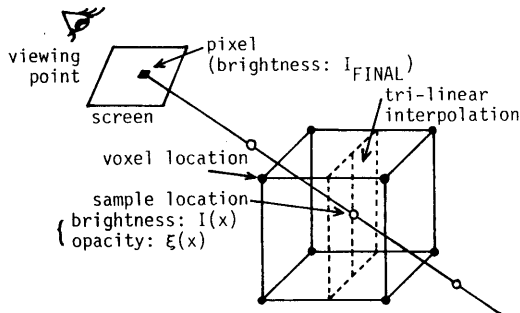 viewing
point
pixel
(brightness: I_FINAL)
screen
tri-linear
interpolation
voxel location
sample location
{ brightness: I(x)
opacity: ξ(x)